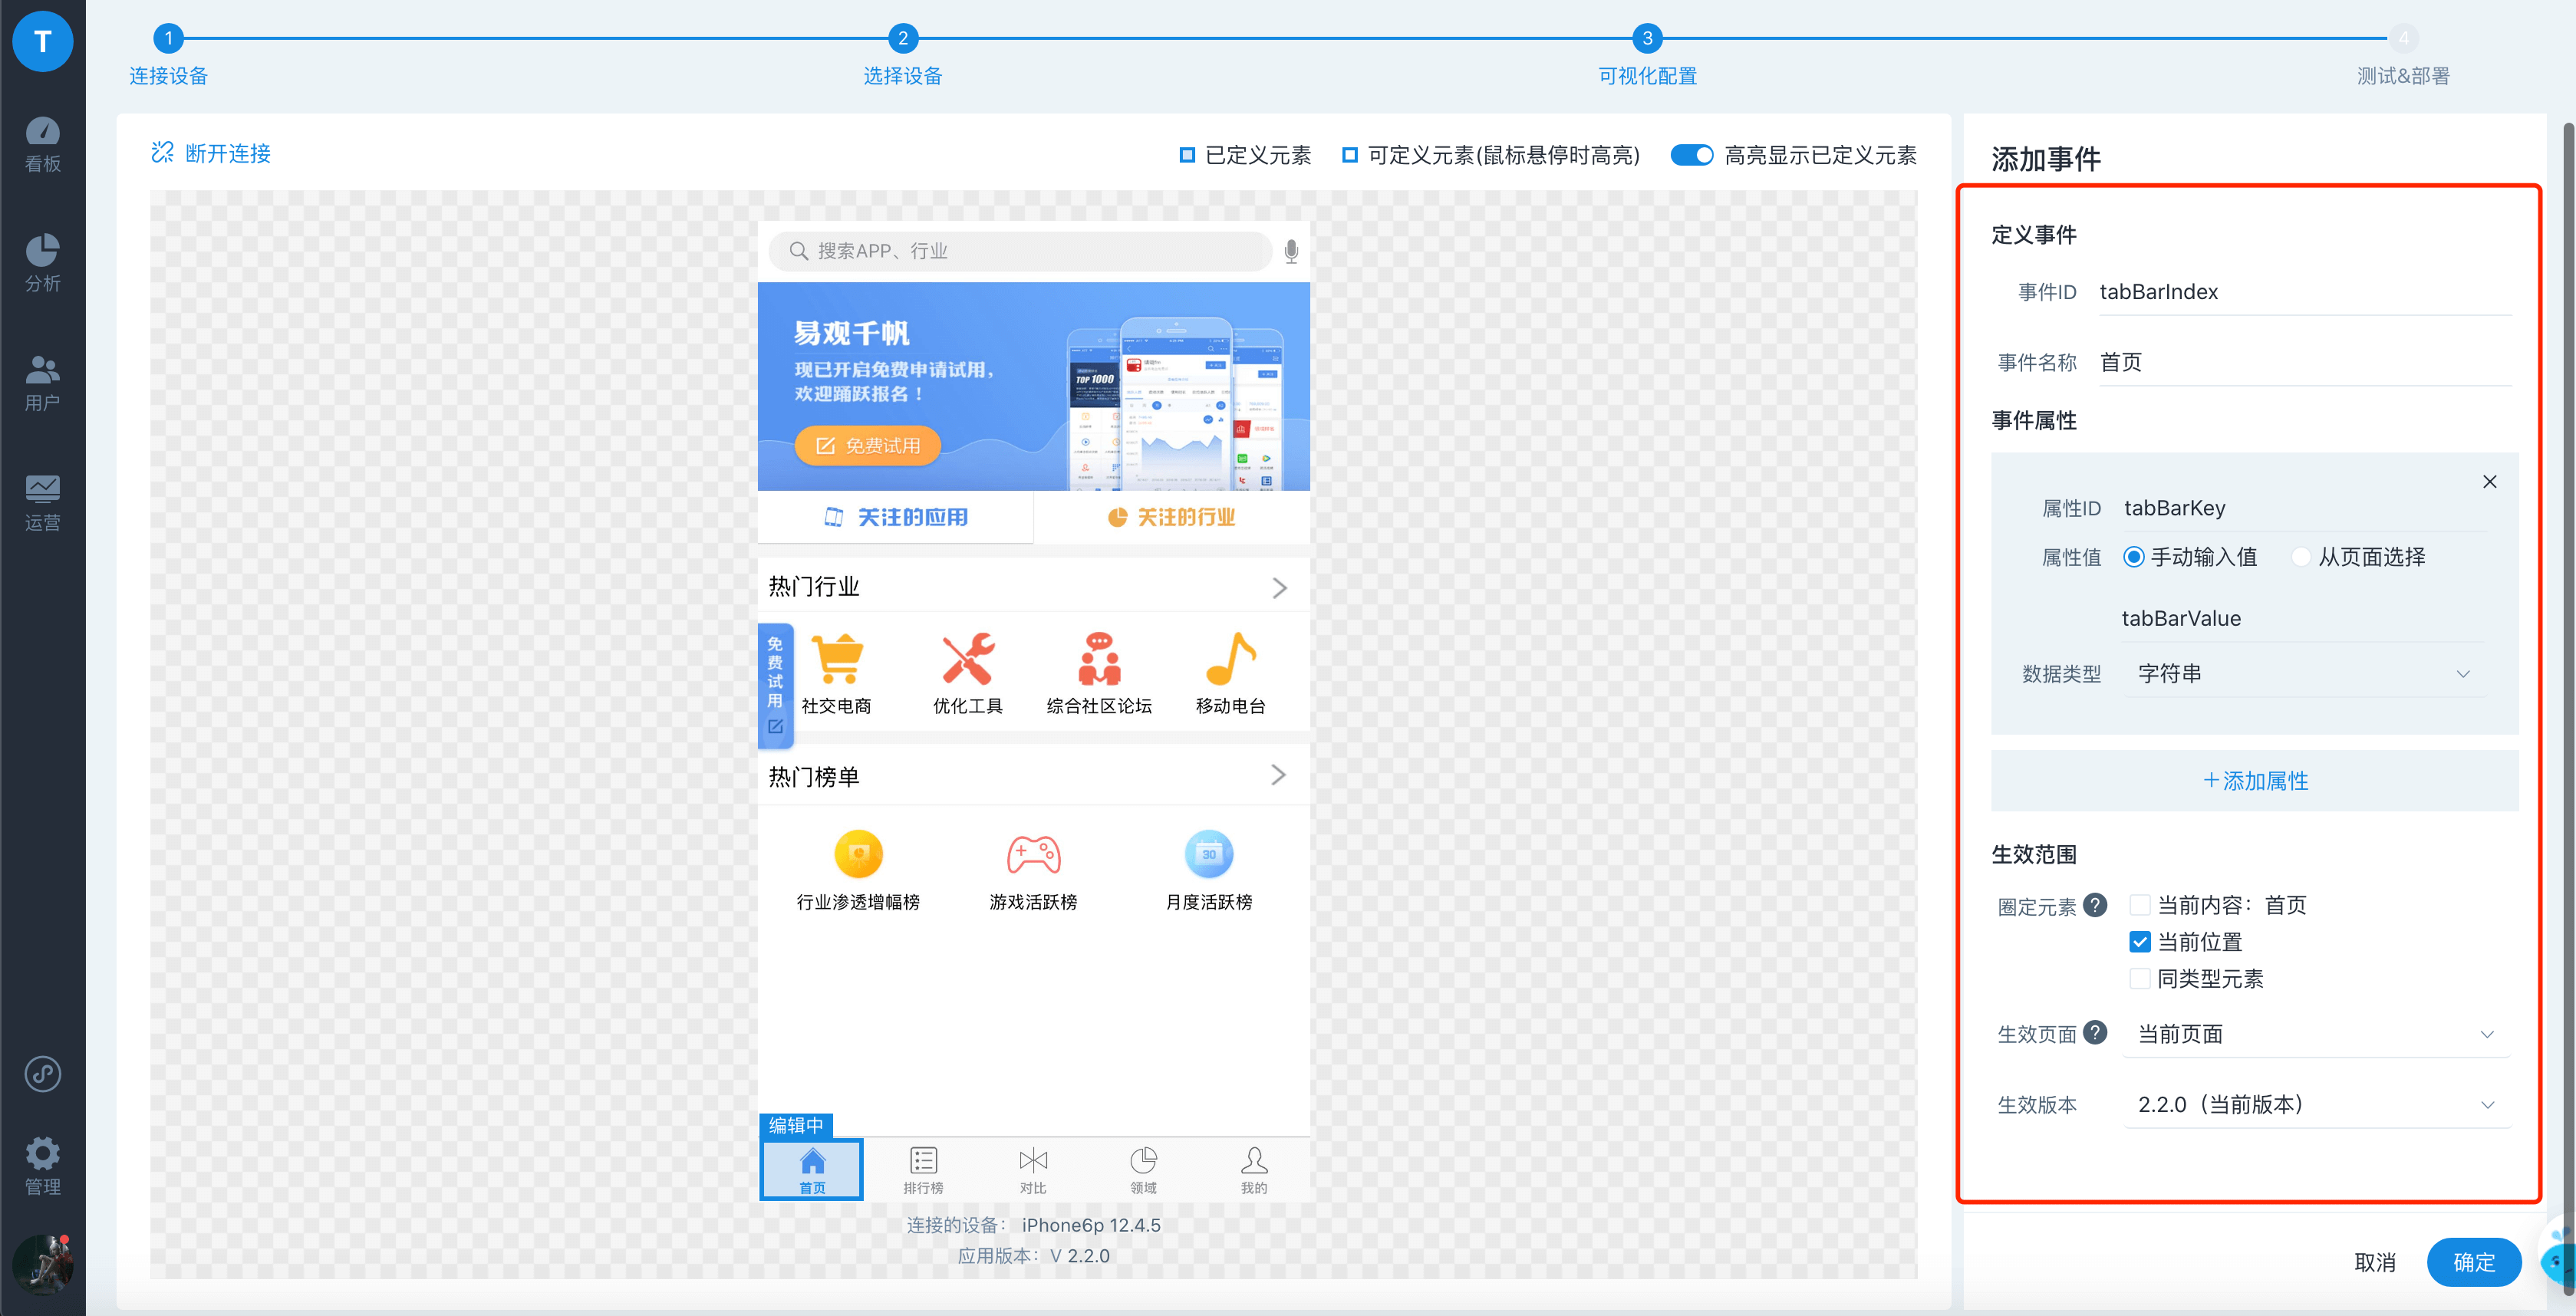 T
看板
分析
用户
运营
管理
1
2
3
4
连接设备
选择设备
可视化配置
测试&部署
断开连接
已定义元素
可定义元素(鼠标悬停时高亮)
高亮显示已定义元素
搜索APP、行业
易观千帆
现已开启免费申请试用,
欢迎踊跃报名！
免费试用
TOP 1000
关注的应用
关注的行业
热门行业
免费试用
社交电商
优化工具
综合社区论坛
移动电台
热门榜单
30
行业渗透增幅榜
游戏活跃榜
月度活跃榜
编辑中
首页
排行榜
对比
领域
我的
连接的设备： iPhone6p 12.4.5
应用版本：V 2.2.0
添加事件
定义事件
事件ID tabBarIndex
事件名称 首页
事件属性
属性ID tabBarKey
属性值 手动输入值 从页面选择
tabBarValue
数据类型 字符串
+添加属性
生效范围
圈定元素 ? 当前内容：首页
当前位置
同类型元素
生效页面 ? 当前页面
生效版本 2.2.0（当前版本）
取消
确定